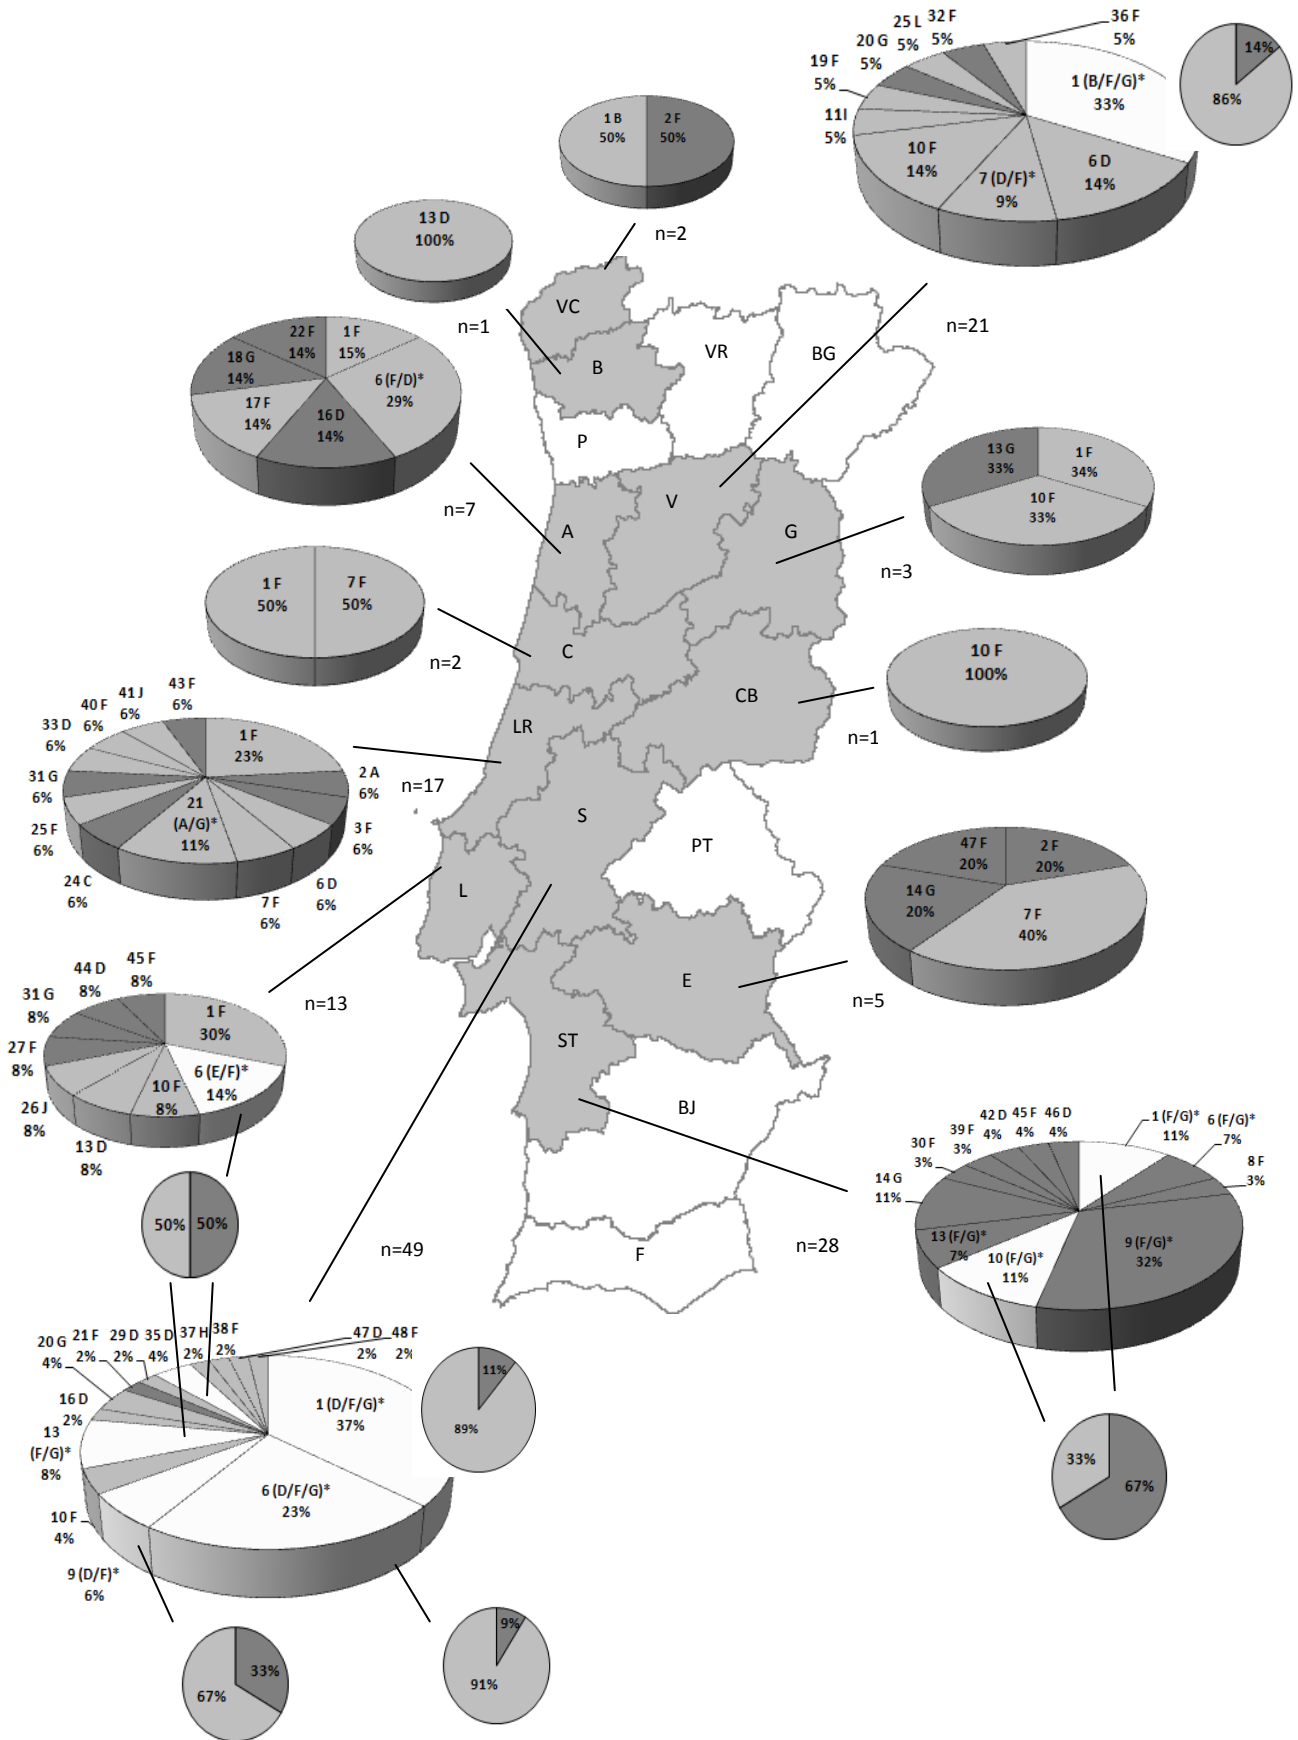 25 L
5%
32 F
5%
36 F
5%
20 G
5%
19 F
5%
11I
5%
1 (B/F/G)*
33%
10 F
14%
7 (D/F)*
9%
6 D
14%
14%
86%
n=21
1 B
50%
2 F
50%
n=2
13 D
100%
n=1
22 F
14%
1 F
15%
18 G
14%
6 (F/D)*
29%
17 F
14%
16 D
14%
n=7
VC
B
VR
BG
P
V
A
G
C
CB
LR
S
PT
L
E
ST
BJ
F
13 G
33%
1 F
34%
10 F
33%
n=3
1 F
50%
7 F
50%
n=2
10 F
100%
n=1
43 F
6%
41 J
6%
40 F
6%
33 D
6%
31 G
6%
25 F
6%
24 C
6%
1 F
23%
2 A
6%
3 F
6%
6 D
6%
7 F
6%
21
(A/G)*
11%
n=17
47 F
20%
2 F
20%
14 G
20%
7 F
40%
n=5
45 F
8%
44 D
8%
31 G
8%
27 F
8%
26 J
8%
13 D
8%
1 F
30%
6 (E/F)*
14%
10 F
8%
n=13
50%
50%
n=49
20 G
4%
21 F
2%
29 D
2%
35 D
4%
37 H
2%
38 F
2%
47 D
2%
48 F
2%
16 D
2%
13
(F/G)*
8%
10 F
4%
9 (D/F)*
6%
1 (D/F/G)*
37%
6 (D/F/G)*
23%
11%
89%
33%
67%
9%
91%
n=28
42 D
4%
45 F
4%
46 D
4%
39 F
3%
30 F
3%
14 G
11%
1 (F/G)*
11%
6 (F/G)*
7%
8 F
3%
13 (F/G)*
7%
10 (F/G)*
11%
9 (F/G)*
32%
33%
67%